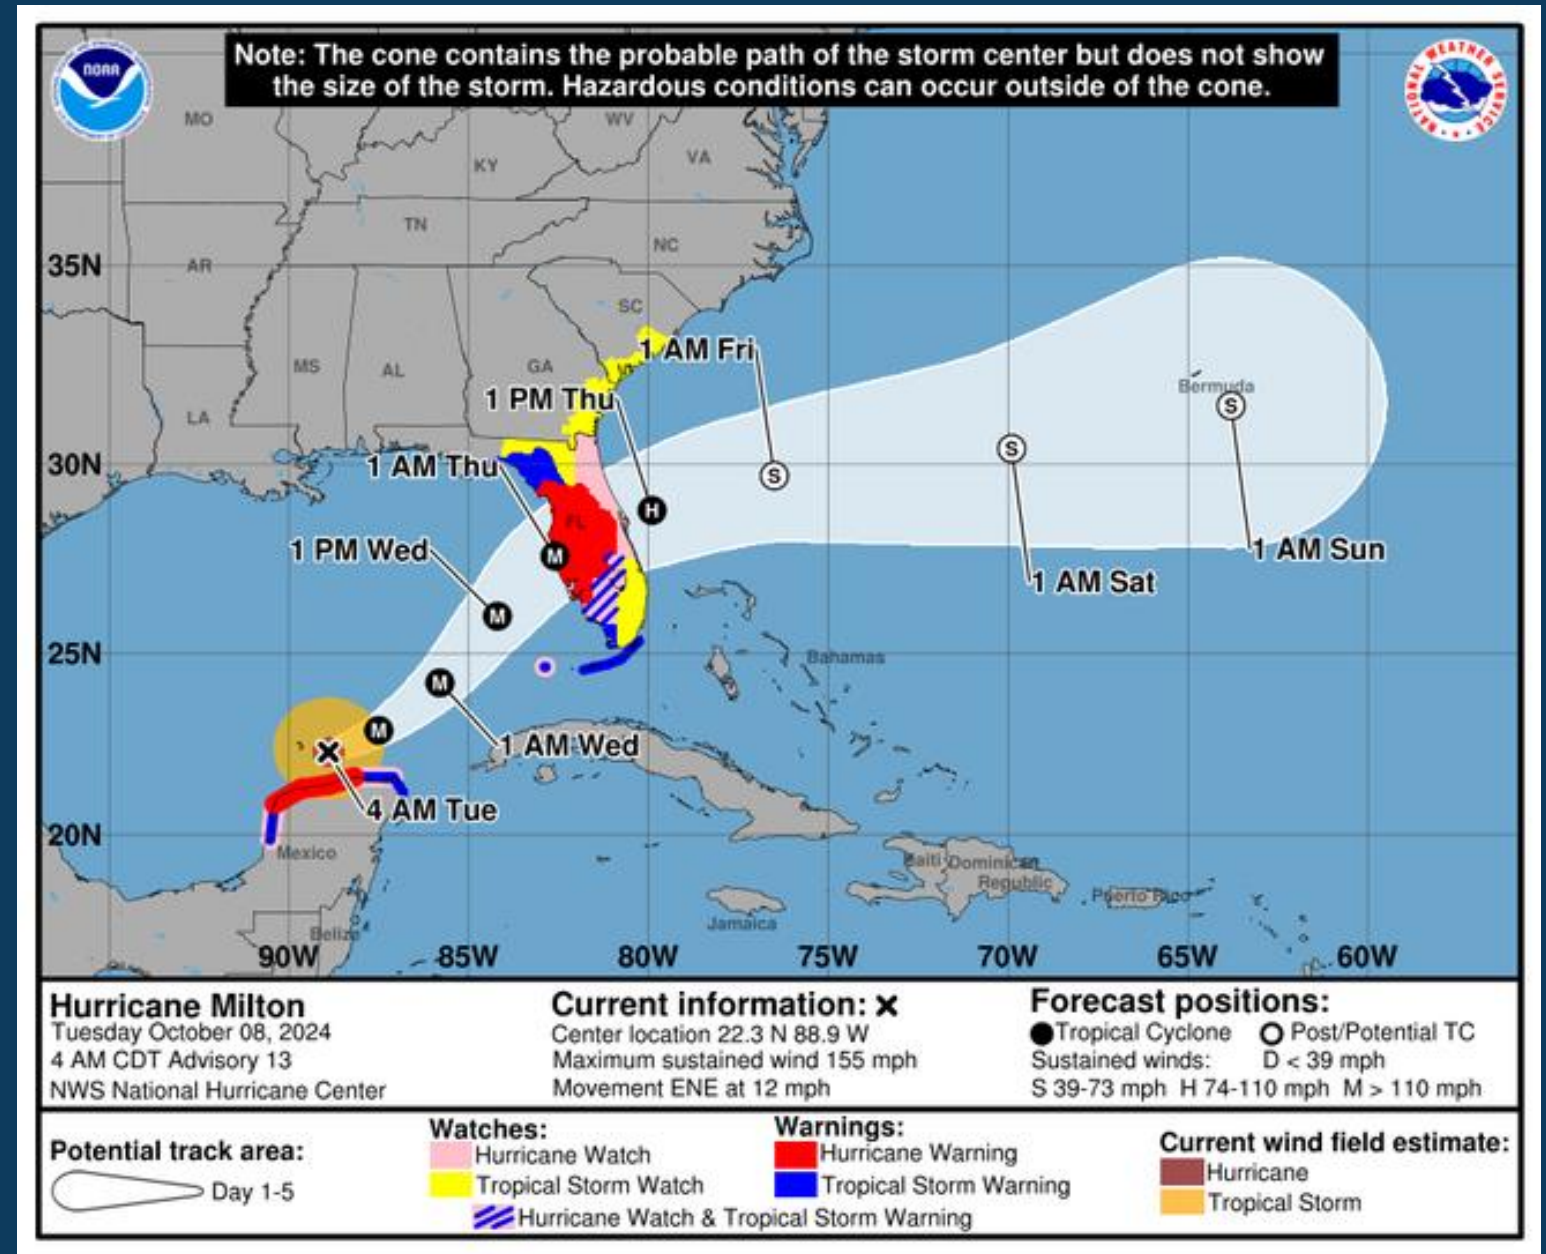 Note: The cone contains the probable path of the storm center but does not show
the size of the storm. Hazardous conditions can occur outside of the cone.
NOAA
NATIONAL WEATHER SERVICE
MO
WV
KY
VA
TN
NC
AR
35N
SC
1 AM Fri
MS
AL
GA
1 PM Thu
Bermuda
S
LA
30N
1 AM Thu
S
S
H
FL
1 PM Wed
M
1 AM Sun
1 AM Sat
M
25N
Bahamas
M
M
1 AM Wed
4 AM Tue
20N
Mexico
Haiti
Dominican
Republic
Puerto Rico
Jamaica
Belize
90W
85W
80W
75W
70W
65W
60W
Hurricane Milton
Tuesday October 08, 2024
4 AM CDT Advisory 13
NWS National Hurricane Center
Current information: ×
Center location 22.3 N 88.9 W
Maximum sustained wind 155 mph
Movement ENE at 12 mph
Forecast positions:
Tropical Cyclone Post/Potential TC
Sustained winds: D < 39 mph
S 39-73 mph H 74-110 mph M > 110 mph
Potential track area:
Day 1-5
Watches:
Hurricane Watch
Tropical Storm Watch
Warnings:
Hurricane Warning
Tropical Storm Warning
Hurricane Watch & Tropical Storm Warning
Current wind field estimate:
Hurricane
Tropical Storm